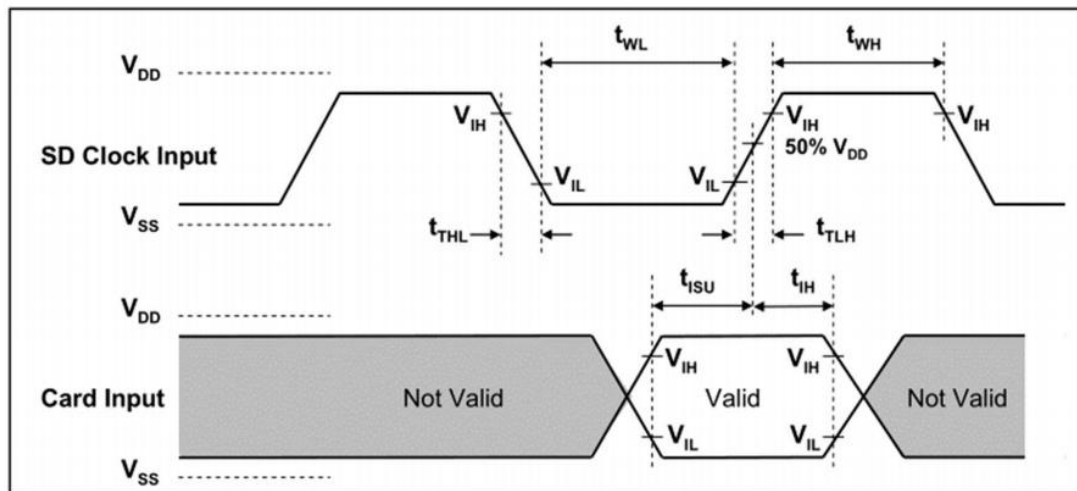 t_WL t_WH
V_DD
V_IH V_IH V_IH
50% V_DD
SD Clock Input
V_IL V_IL
V_SS
t_THL t_TLH
t_ISU t_IH
V_DD
V_IH V_IH
Card Input Not Valid Valid Not Valid
V_IL V_IL
V_SS